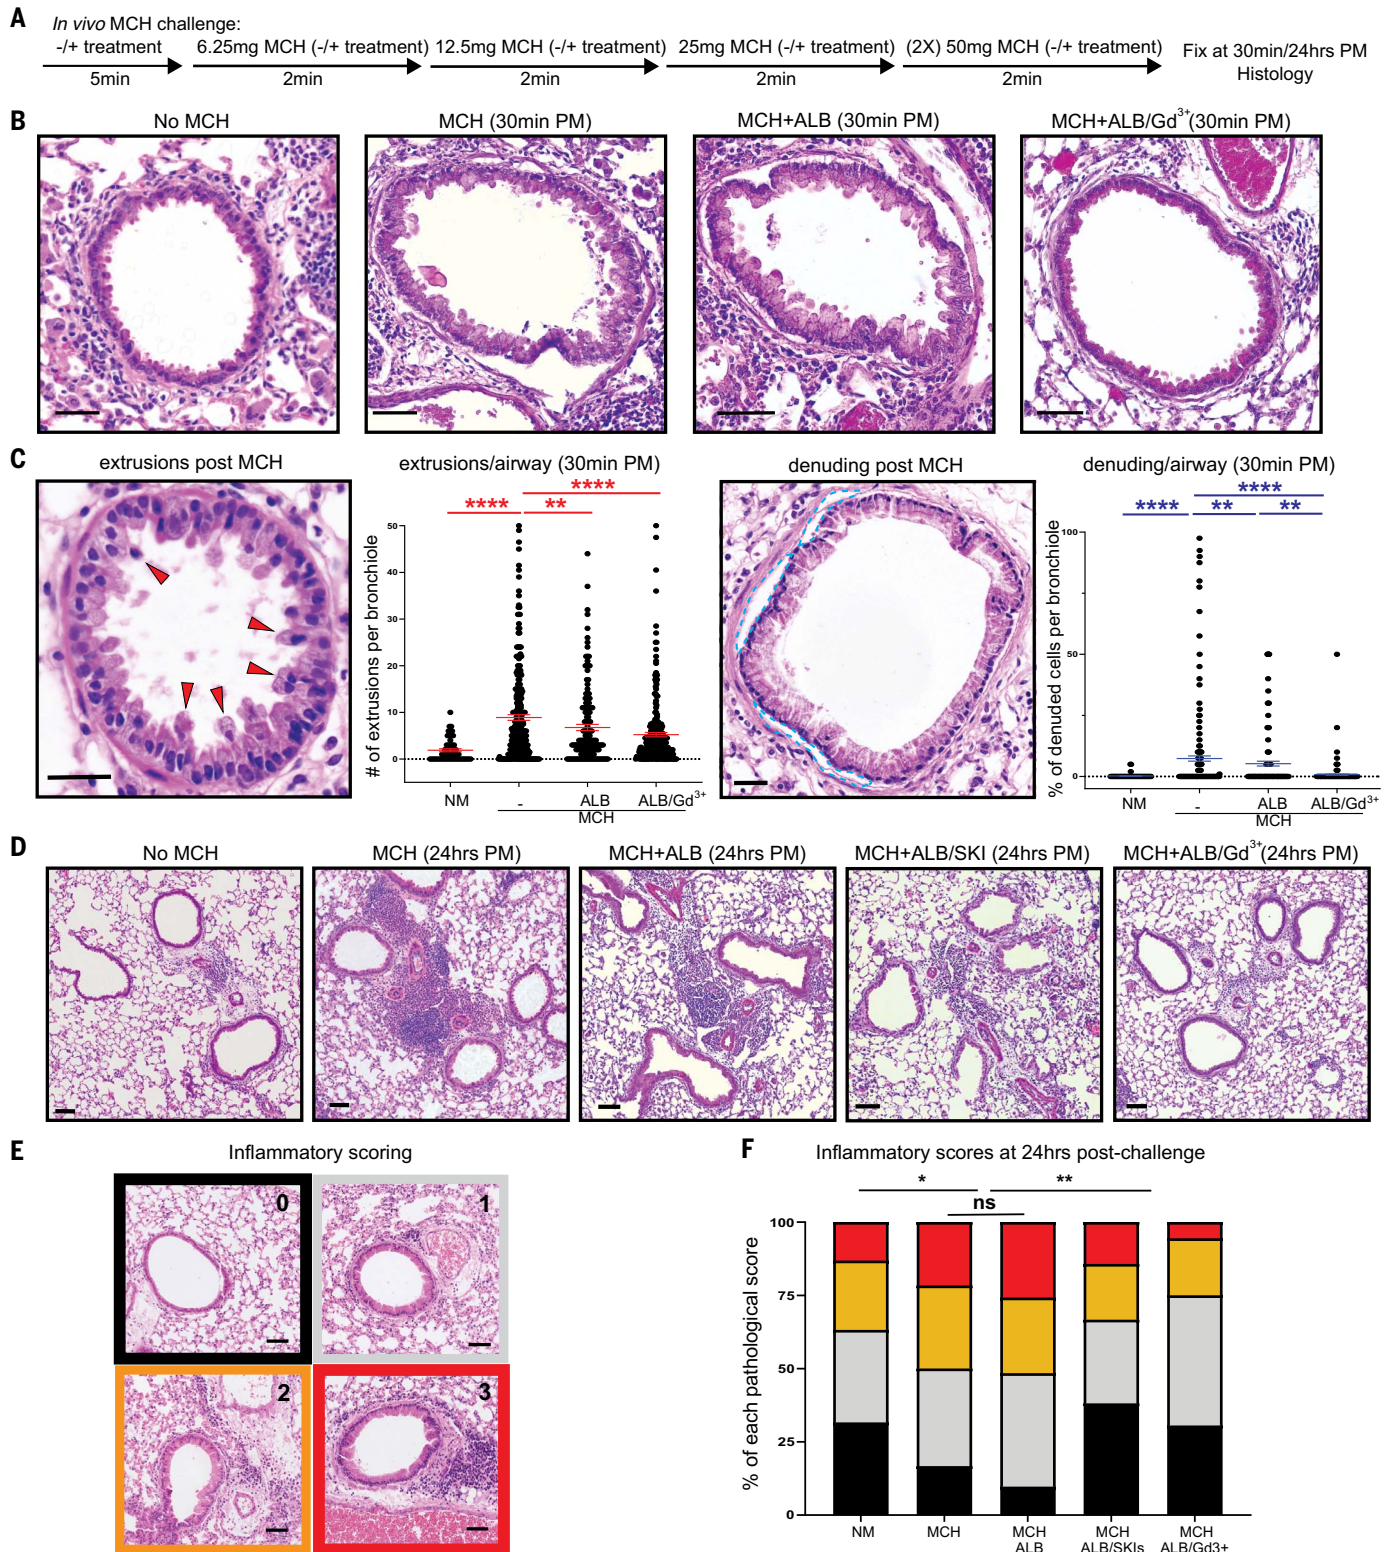 A
In vivo MCH challenge:
-/+ treatment
6.25mg MCH (-/+ treatment)
12.5mg MCH (-/+ treatment)
25mg MCH (-/+ treatment)
(2X) 50mg MCH (-/+ treatment)
Fix at 30min/24hrs PM
Histology
5min
2min
2min
2min
2min
B
No MCH
MCH (30min PM)
MCH+ALB (30min PM)
MCH+ALB/Gd³⁺(30min PM)
C
extrusions post MCH
extrusions/airway (30min PM)
****
**** **
# of extrusions per bronchiole
50
40
30
20
10
0
NM
-
ALB
ALB/Gd³⁺
MCH
denuding post MCH
denuding/airway (30min PM)
****
**** ** **
% of denuded cells per bronchiole
100
50
0
NM
-
ALB
ALB/Gd³⁺
MCH
D
No MCH
MCH (24hrs PM)
MCH+ALB (24hrs PM)
MCH+ALB/SKI (24hrs PM)
MCH+ALB/Gd³⁺(24hrs PM)
E
Inflammatory scoring
0
1
2
3
F
Inflammatory scores at 24hrs post-challenge
* **
ns
% of each pathological score
100
75
50
25
0
NM
MCH
MCH
ALB
MCH
ALB/SKIs
MCH
ALB/Gd3+